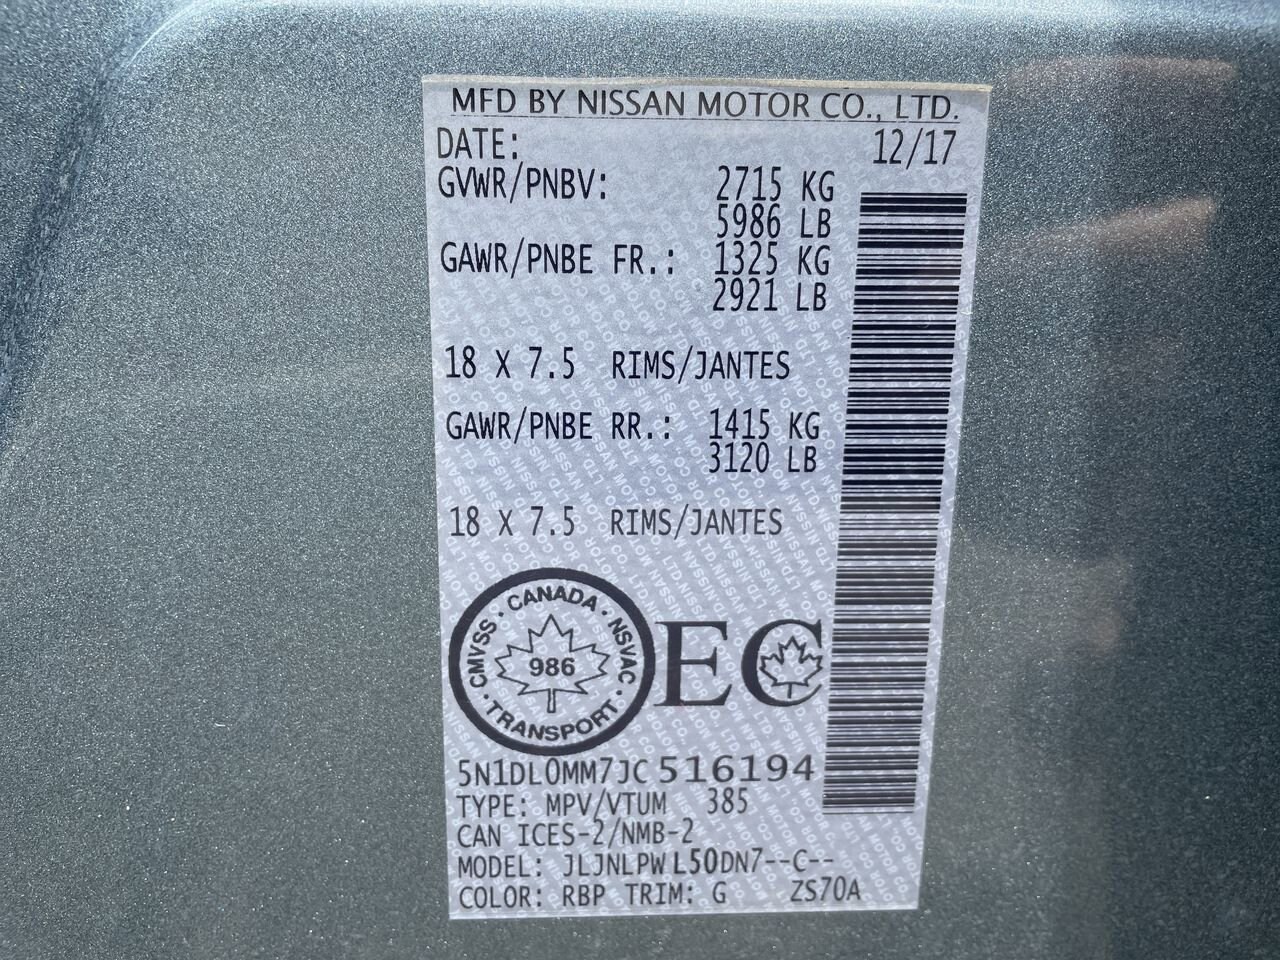 MFD BY NISSAN MOTOR CO., LTD.
DATE: 12/17
GVWR/PNBV: 2715 KG
5986 LB
GAWR/PNBE FR.: 1325 KG
2921 LB
18 X 7.5 RIMS/JANTES
GAWR/PNBE RR.: 1415 KG
3120 LB
18 X 7.5 RIMS/JANTES
CANADA · NSVAC · TRANSPORT · CMVSS ·
986
EC
5N1DL0MM7JC516194
TYPE: MPV/VTUM 385
CAN ICES-2/NMB-2
MODEL: JLJNLPW L50DN7--C--
COLOR: RBP TRIM: G ZS70A